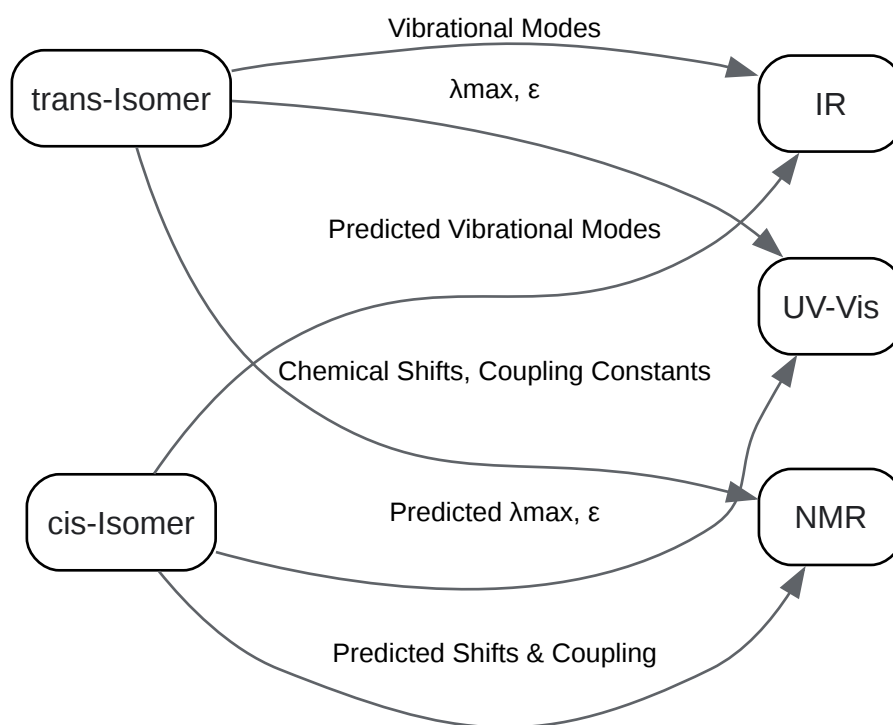 Vibrational Modes
trans-Isomer
λmax, ε
IR
Predicted Vibrational Modes
UV-Vis
Chemical Shifts, Coupling Constants
cis-Isomer
Predicted λmax, ε
NMR
Predicted Shifts & Coupling